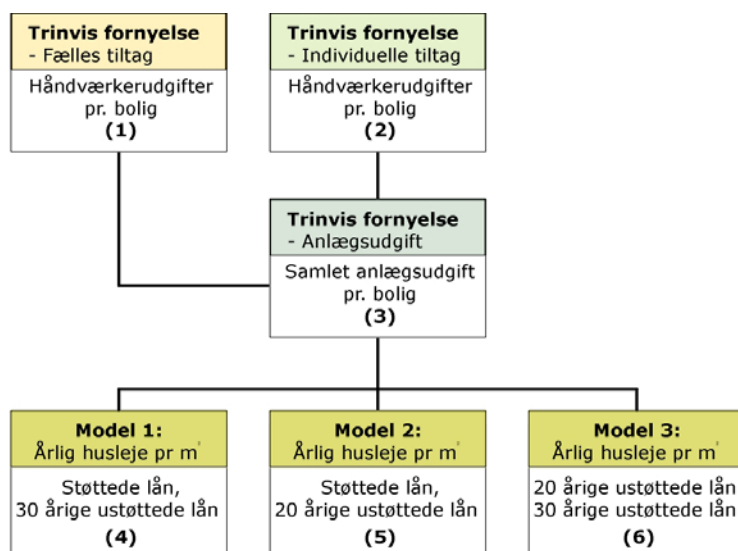 Trinvis fornyelse
- Fælles tiltag
Håndværkerudgifter
pr. bolig
(1)
Trinvis fornyelse
- Individuelle tiltag
Håndværkerudgifter
pr. bolig
(2)
Trinvis fornyelse
- Anlægsudgift
Samlet anlægsudgift
pr. bolig
(3)
Model 1:
Årlig husleje pr m²
Støttede lån,
30 årige ustøttede lån
(4)
Model 2:
Årlig husleje pr m²
Støttede lån,
20 årige ustøttede lån
(5)
Model 3:
Årlig husleje pr m²
20 årige ustøttede lån
30 årige ustøttede lån
(6)